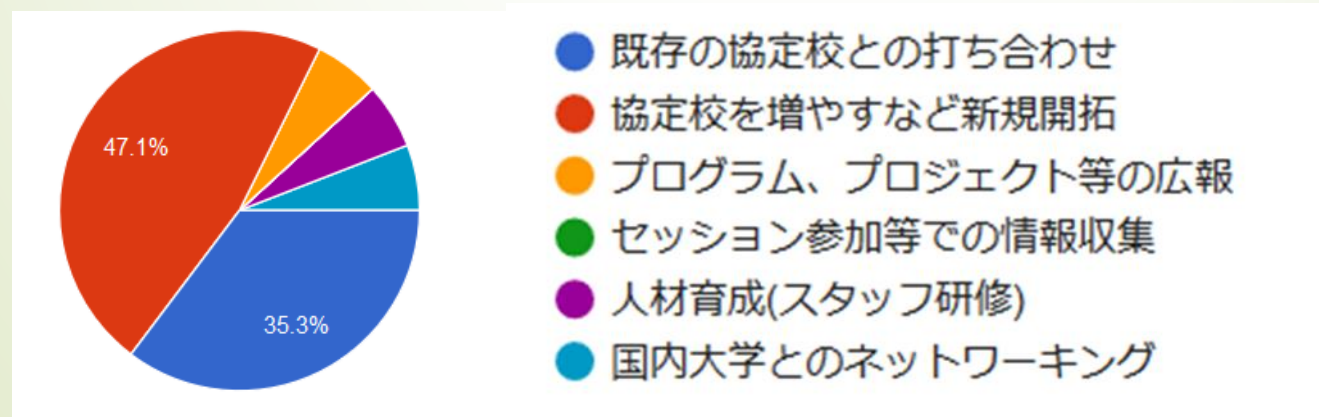 47.1%
35.3%
既存の協定校との打ち合わせ
協定校を増やすなど新規開拓
プログラム、プロジェクト等の広報
セッション参加等での情報収集
人材育成(スタッフ研修)
国内大学とのネットワーキング